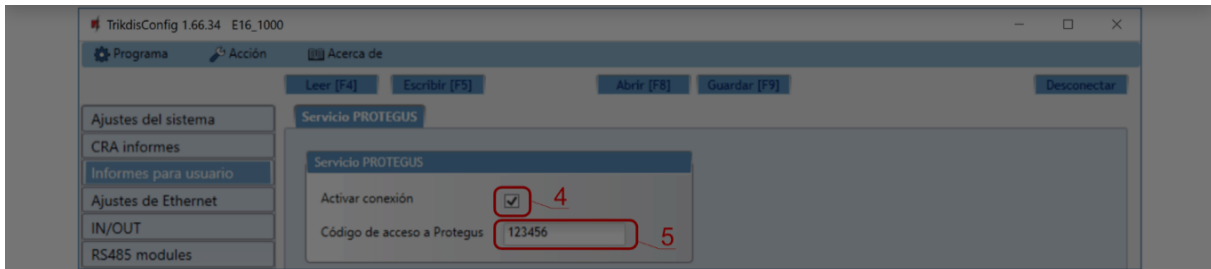 TrikdisConfig 1.66.34 E16_1000
Programa Acción Acerca de
Leer [F4] Escribir [F5] Abrir [F8] Guardar [F9] Desconectar
Ajustes del sistema
Servicio PROTEGUS
CRA informes
Servicio PROTEGUS
Informes para usuario
Activar conexión 4
Ajustes de Ethernet
IN/OUT
Código de acceso a Protegus 123456 5
RS485 modules